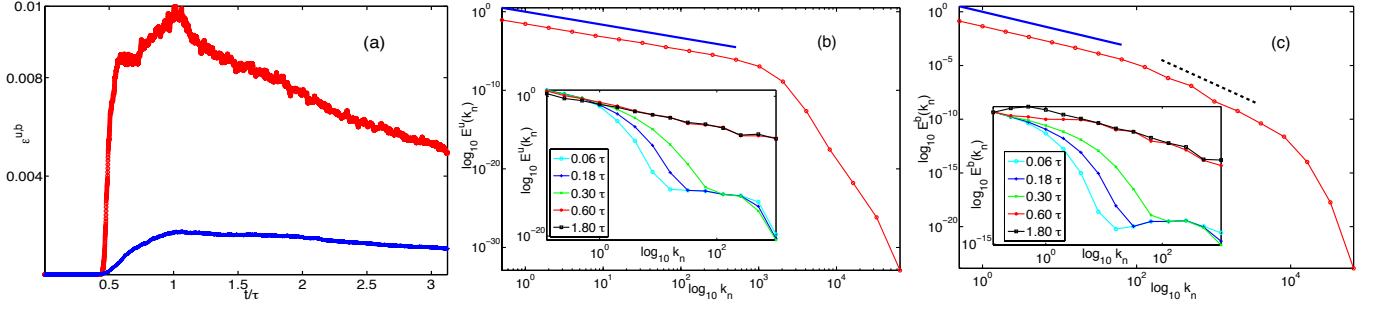 0.01
0.008
0.004
ε^{u,b}
(a)
0.5
1
1.5
2
2.5
3
t/τ
10^0
10^{-10}
10^{-20}
10^{-30}
log_{10} E^u(k_n)
(b)
10^0
10^1
10^2
10^3
10^4
log_{10} k_n
10^0
10^{-20}
log_{10} E^u(k_n)
0.06 τ
0.18 τ
0.30 τ
0.60 τ
1.80 τ
10^0
log_{10} k_n
10^2
10^0
10^{-5}
10^{-10}
10^{-15}
10^{-20}
log_{10} E^b(k_n)
(c)
10^0
10^2
10^4
log_{10} k_n
10^0
10^{-15}
log_{10} E^b(k_n)
0.06 τ
0.18 τ
0.30 τ
0.60 τ
1.80 τ
10^0
log_{10} k_n
10^2